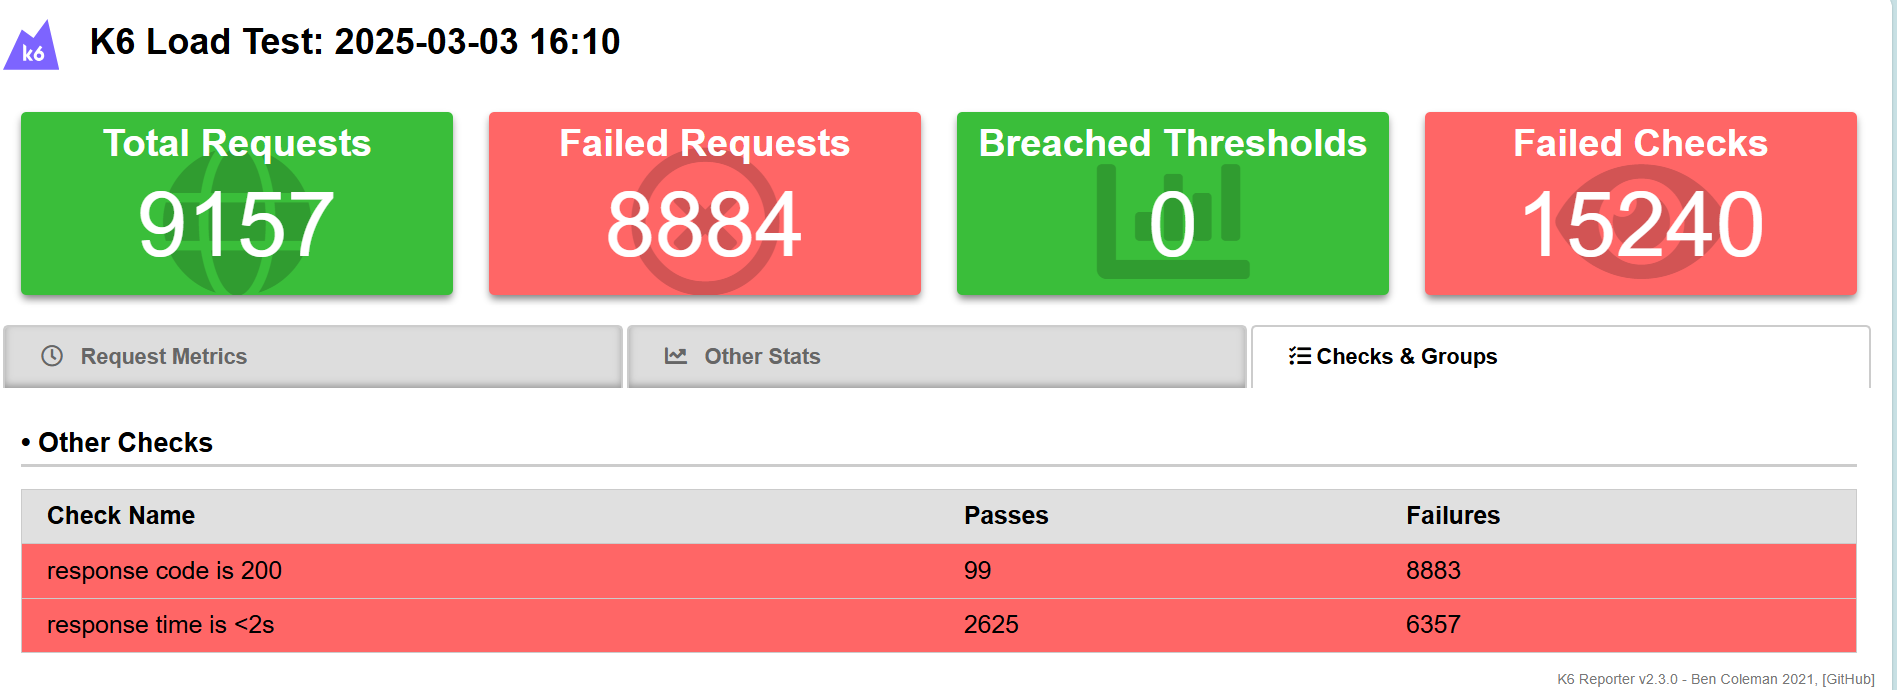 k6
K6 Load Test: 2025-03-03 16:10
Total Requests
9157
Failed Requests
8884
Breached Thresholds
0
Failed Checks
15240
Request Metrics
Other Stats
Checks & Groups
• Other Checks
Check Name Passes Failures
response code is 200 99 8883
response time is <2s 2625 6357
K6 Reporter v2.3.0 - Ben Coleman 2021, [GitHub]